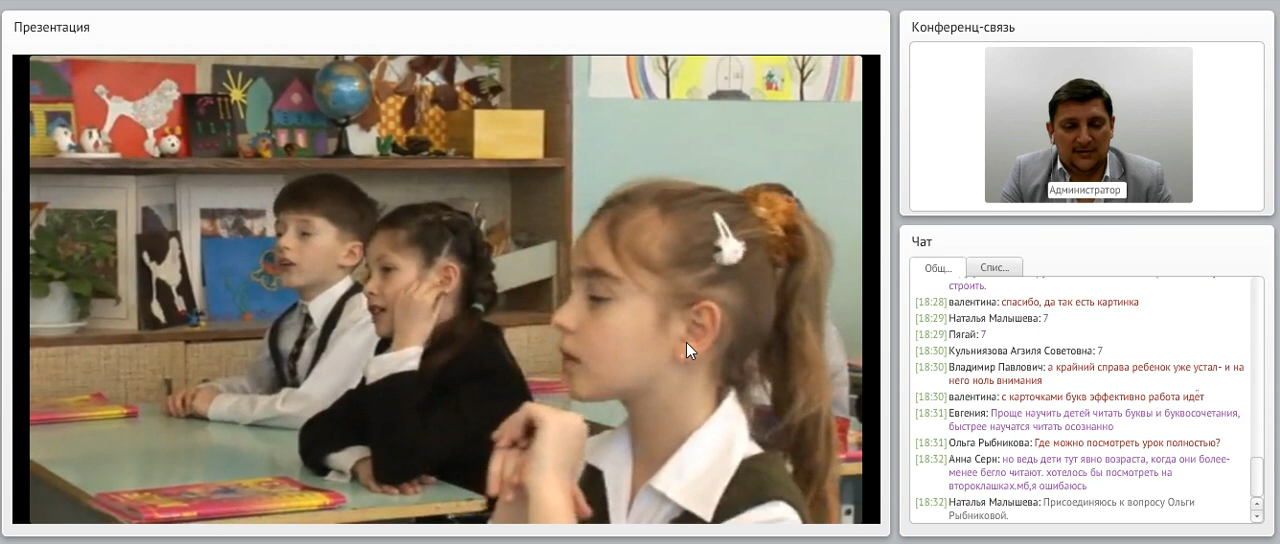 Презентация
Конференц-связь
Администратор
Чат
Общ...
Спис...
строить.
[18:28] валентина: спасибо, да так есть картинка
[18:29] Наталья Малышева: 7
[18:29] Пягай: 7
[18:30] Кульниязова Агзиля Советовна: 7
[18:30] Владимир Павлович: а крайний справа ребенок уже устал- и на
него ноль внимания
[18:30] валентина: с карточками букв эффективно работа идёт
[18:31] Евгения: Проще научить детей читать буквы и буквосочетания,
быстрее научатся читать осознанно
[18:31] Ольга Рыбникова: Где можно посмотреть урок полностью?
[18:32] Анна Серн: но ведь дети тут явно возраста, когда они более-
менее бегло читают. хотелось бы посмотреть на
второклашках.мб,я ошибаюсь
[18:32] Наталья Малышева: Присоединяюсь к вопросу Ольги
Рыбниковой.